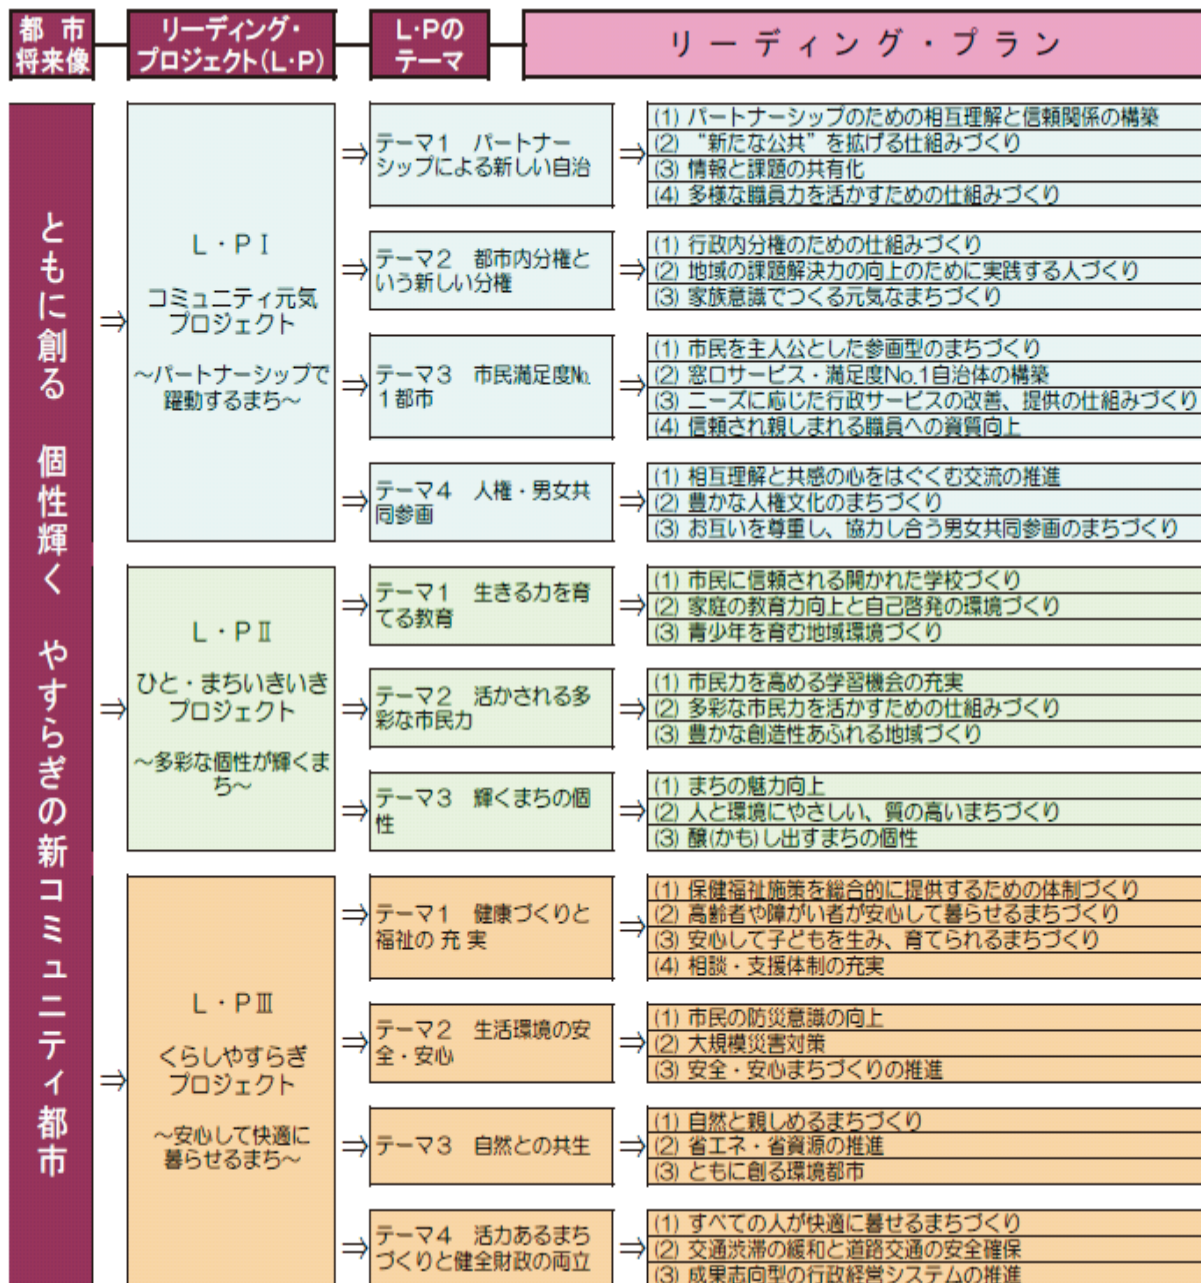 都 市
将来像
リーディング・
プロジェクト(L・P)
L・Pの
テーマ
リ ー デ ィ ン グ ・ プ ラ ン
ともに創る 個性輝く やすらぎの新コミュニティ都市
⇒
L・PⅠ
コミュニティ元気
プロジェクト
~パートナーシップで
躍動するまち~
⇒
テーマ1 パートナー
シップによる新しい自治
⇒
(1) パートナーシップのための相互理解と信頼関係の構築
(2) “新たな公共”を拡げる仕組みづくり
(3) 情報と課題の共有化
(4) 多様な職員力を活かすための仕組みづくり
⇒
テーマ2 都市内分権と
いう新しい分権
⇒
(1) 行政内分権のための仕組みづくり
(2) 地域の課題解決力の向上のために実践する人づくり
(3) 家族意識でつくる元気なまちづくり
⇒
テーマ3 市民満足度№
1都市
⇒
(1) 市民を主人公とした参画型のまちづくり
(2) 窓口サービス・満足度No.1自治体の構築
(3) ニーズに応じた行政サービスの改善、提供の仕組みづくり
(4) 信頼され親しまれる職員への資質向上
⇒
テーマ4 人権・男女共
同参画
⇒
(1) 相互理解と共感の心をはぐくむ交流の推進
(2) 豊かな人権文化のまちづくり
(3) お互いを尊重し、協力し合う男女共同参画のまちづくり
⇒
L・PⅡ
ひと・まちいきいき
プロジェクト
~多彩な個性が輝くま
ち~
⇒
テーマ1 生きる力を育
てる教育
⇒
(1) 市民に信頼される開かれた学校づくり
(2) 家庭の教育力向上と自己啓発の環境づくり
(3) 青少年を育む地域環境づくり
⇒
テーマ2 活かされる多
彩な市民力
⇒
(1) 市民力を高める学習機会の充実
(2) 多彩な市民力を活かすための仕組みづくり
(3) 豊かな創造性あふれる地域づくり
⇒
テーマ3 輝くまちの個
性
⇒
(1) まちの魅力向上
(2) 人と環境にやさしい、質の高いまちづくり
(3) 醸(かも)し出すまちの個性
⇒
L・PⅢ
くらしやすらぎ
プロジェクト
~安心して快適に
暮らせるまち~
⇒
テーマ1 健康づくりと
福祉の 充 実
⇒
(1) 保健福祉施策を総合的に提供するための体制づくり
(2) 高齢者や障がい者が安心して暮らせるまちづくり
(3) 安心して子どもを生み、育てられるまちづくり
(4) 相談・支援体制の充実
⇒
テーマ2 生活環境の安
全・安心
⇒
(1) 市民の防災意識の向上
(2) 大規模災害対策
(3) 安全・安心まちづくりの推進
⇒
テーマ3 自然との共生
⇒
(1) 自然と親しめるまちづくり
(2) 省エネ・省資源の推進
(3) ともに創る環境都市
⇒
テーマ4 活力あるまち
づくりと健全財政の両立
⇒
(1) すべての人が快適に暮せるまちづくり
(2) 交通渋滞の緩和と道路交通の安全確保
(3) 成果志向型の行政経営システムの推進